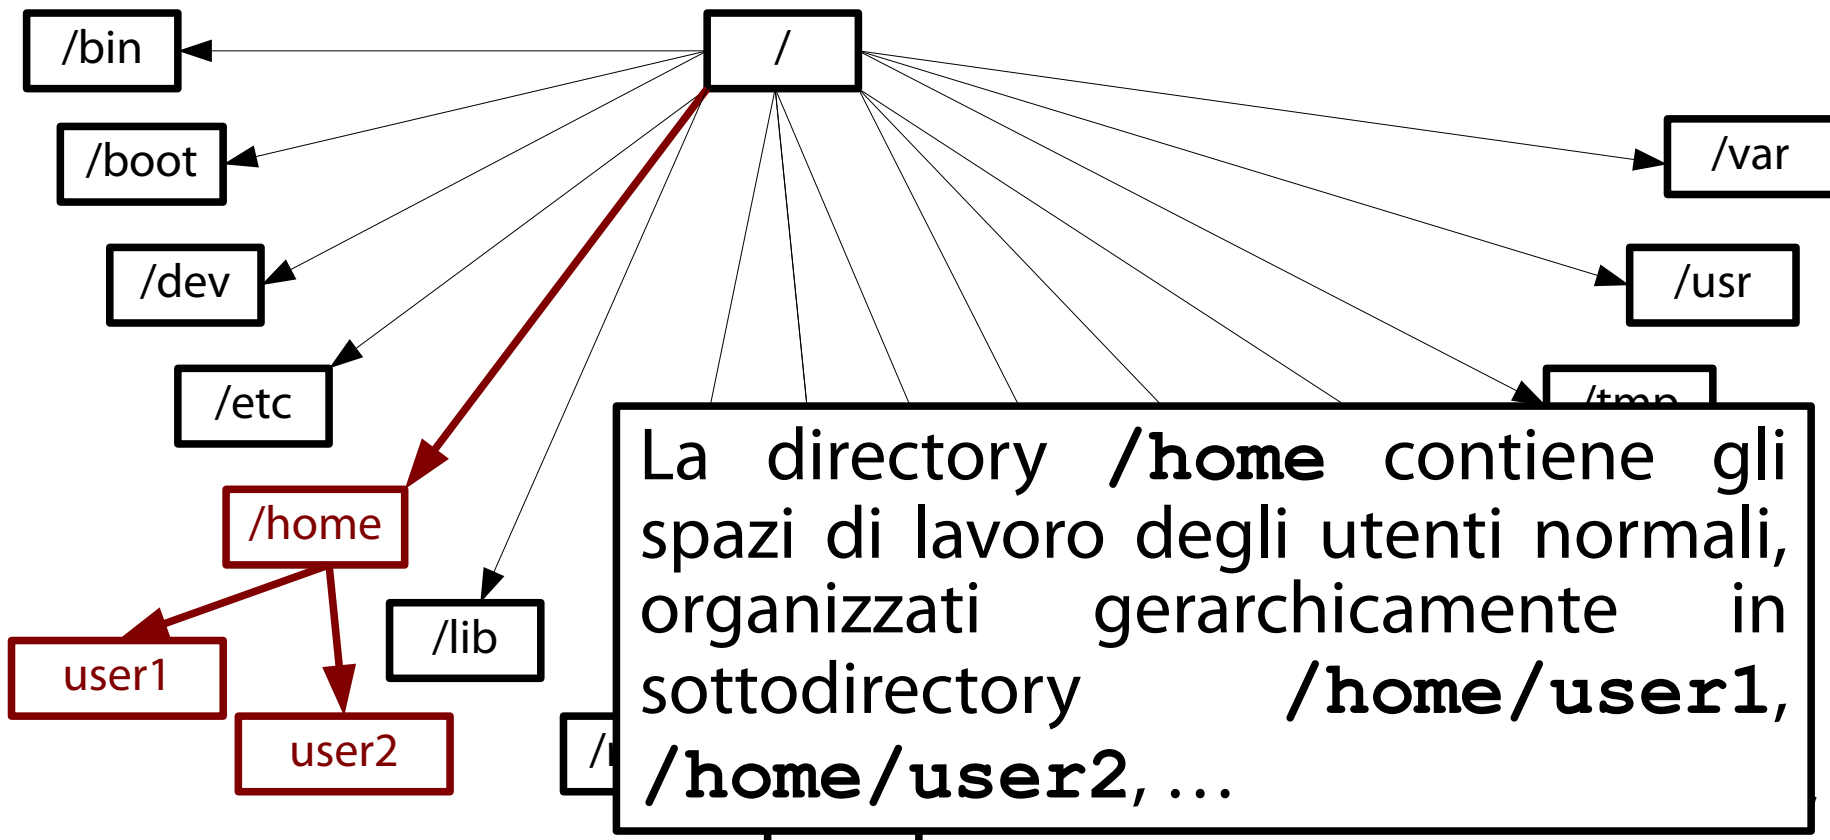 /bin
/
/boot
/var
/dev
/usr
/etc
/tmp
/home
/lib
user1
user2
La directory /home contiene gli
spazi di lavoro degli utenti normali,
organizzati gerarchicamente in
sottodirectory /home/user1,
/home/user2, …